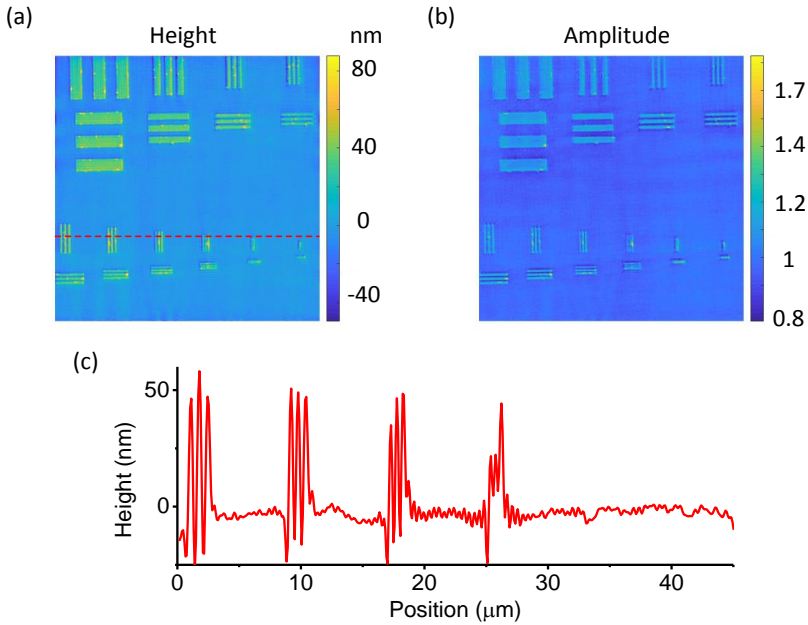 (a)
Height
nm
80
40
0
-40
(b)
Amplitude
1.7
1.4
1.2
1
0.8
(c)
Height (nm)
50
0
0
10
20
30
40
Position (μm)